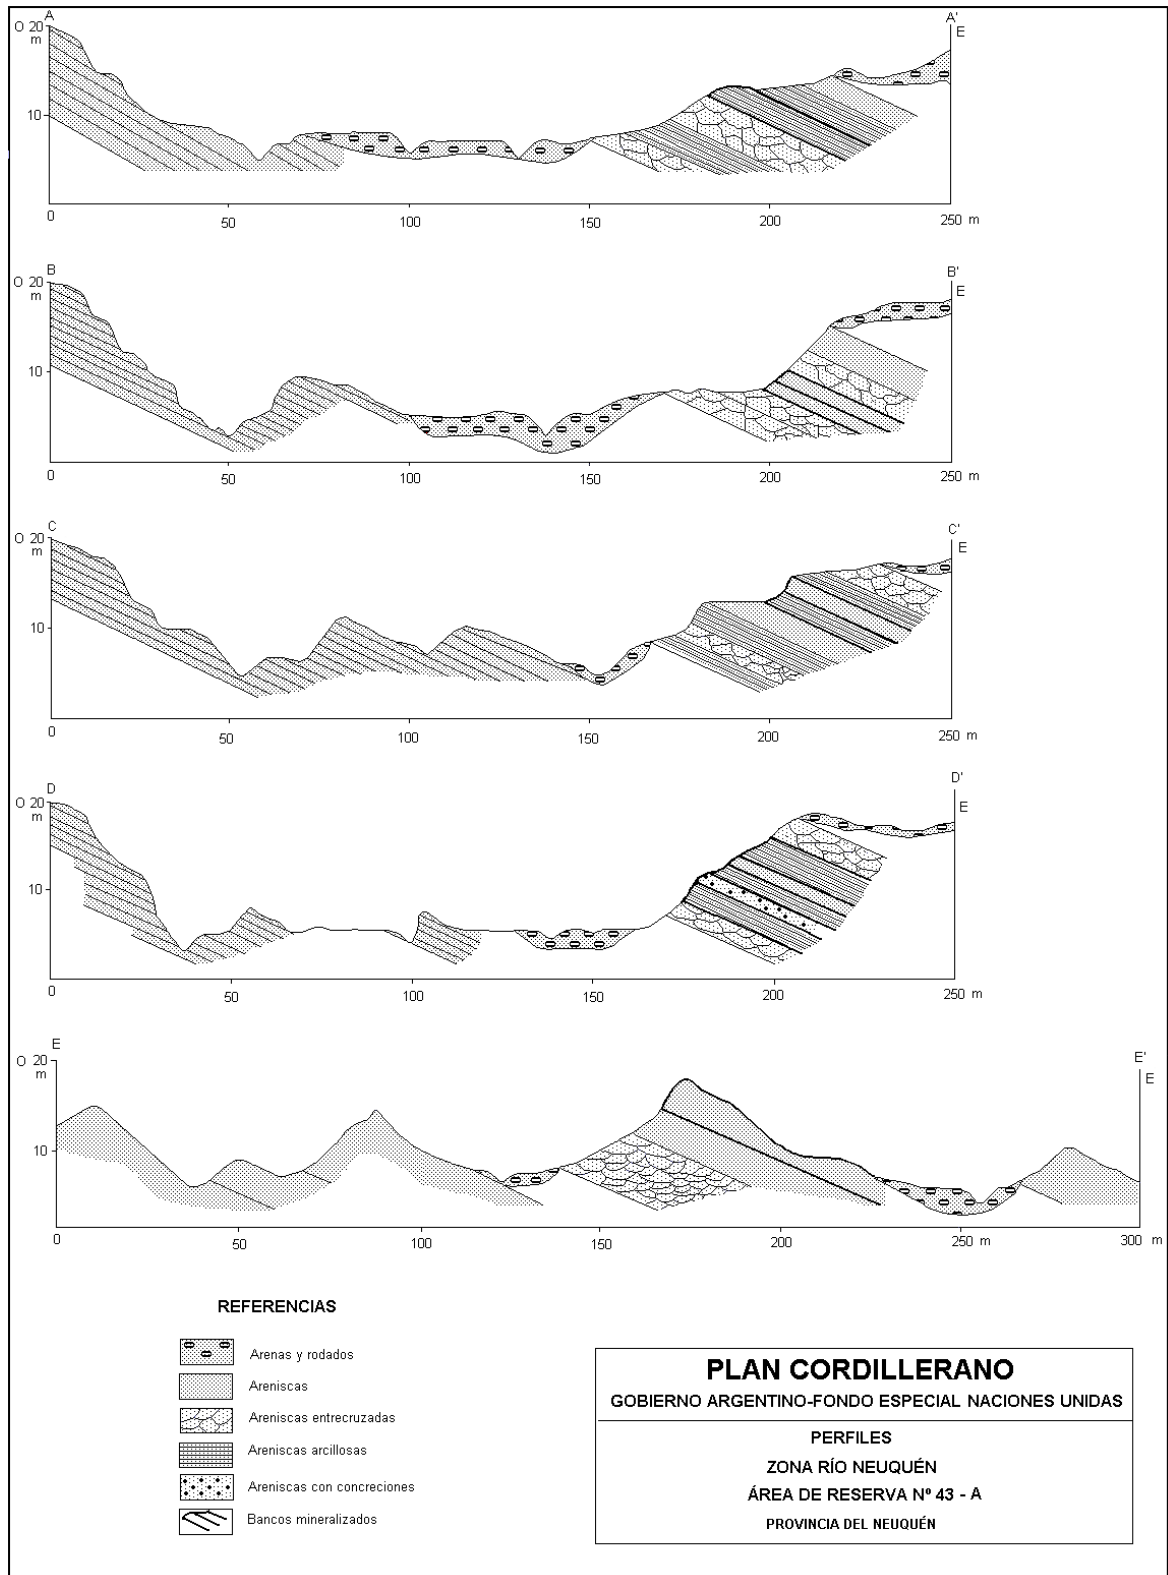 A A'
O 20 E
m
10
0 50 100 150 200 250 m
B B'
O 20 E
m
10
0 50 100 150 200 250 m
C C'
O 20 E
m
10
0 50 100 150 200 250 m
D D'
O 20 E
m
10
0 50 100 150 200 250 m
E E'
O 20 E
m
10
0 50 100 150 200 250 m 300 m
REFERENCIAS
Arenas y rodados
Areniscas
Areniscas entrecruzadas
Areniscas arcillosas
Areniscas con concreciones
Bancos mineralizados
PLAN CORDILLERANO
GOBIERNO ARGENTINO-FONDO ESPECIAL NACIONES UNIDAS
PERFILES
ZONA RÍO NEUQUÉN
ÁREA DE RESERVA Nº 43 - A
PROVINCIA DEL NEUQUÉN